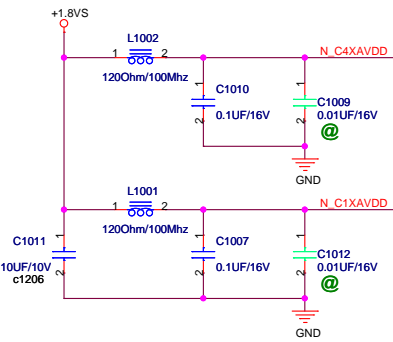 +1.8VS
L1002
1 2
N_C4XAVDD
120Ohm/100Mhz
1 1
C1010 C1009
0.1UF/16V 0.01UF/16V
2 2
@
GND
L1001
1 2
N_C1XAVDD
120Ohm/100Mhz
1 1 1
C1011 C1007 C1012
10UF/10V 0.1UF/16V 0.01UF/16V
2 2 2
c1206
@
GND